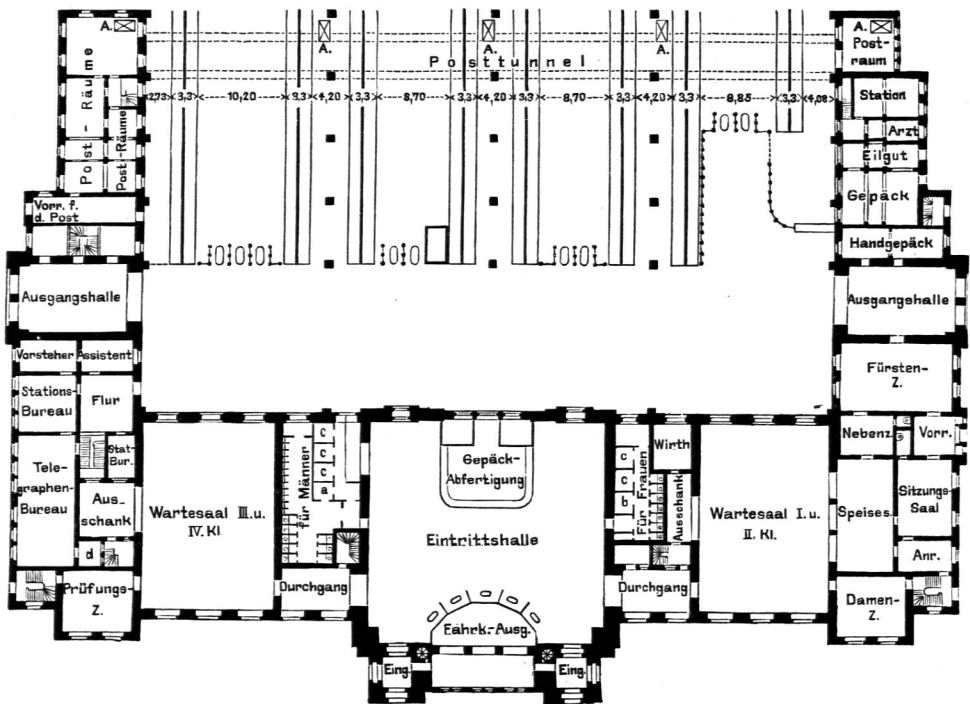 A.
A.
A.
A.
A.
Post-
raum
Posttunnel
Post-Räume
Post-Räume
2,73 3,3 10,20 3,3 4,20 3,3 8,70 3,3 4,20 3,3 8,70 3,3 4,20 3,3 8,85 3,3 4,08
Station
Arzt
Eilgut
Gepäck
Vorr. f.
d. Post
Handgepäck
Ausgangshalle
Ausgangshalle
Vorsteher
Assistent
Fürsten-
Z.
Stations-
Bureau
Flur
Stat-
Bur.
Nebenz.
Vorr.
Tele-
graphen-
Bureau
Aus-
schank
d
Prüfungs-
Z.
Wartesaal III. u.
IV. Kl.
für Männer
c
c
c
a
Durchgang
Gepäck-
Abfertigung
Eintrittshalle
Fahrk.-Ausg.
Eing.
Eing.
Wirth
c
c
b
Für Frauen
Ausschank
Durchgang
Wartesaal I. u.
II. Kl.
Speises.
Sitzungs-
Saal
Anr.
Damen-
Z.